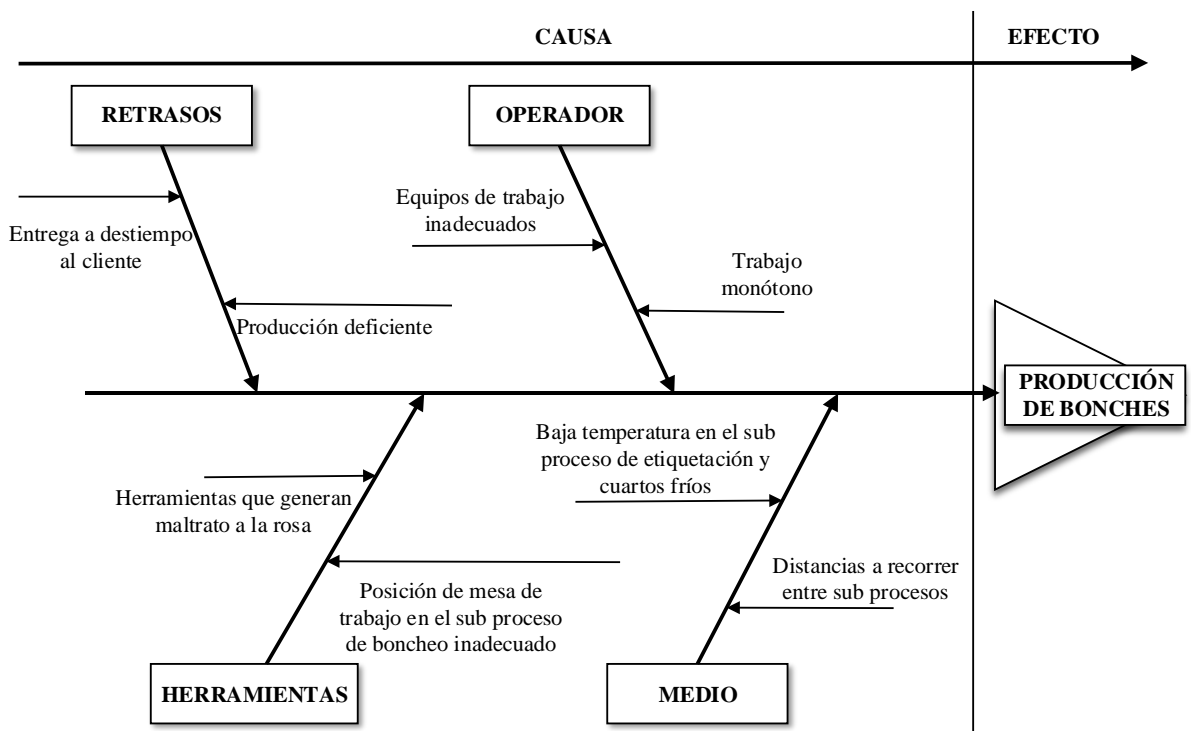 CAUSA
EFECTO
RETRASOS
OPERADOR
Equipos de trabajo
inadecuados
Entrega a destiempo
al cliente
Trabajo
monótono
Producción deficiente
PRODUCCIÓN
DE BONCHES
Baja temperatura en el sub
proceso de etiquetación y
cuartos fríos
Herramientas que generan
maltrato a la rosa
Distancias a recorrer
entre sub procesos
Posición de mesa de
trabajo en el sub proceso
de boncheo inadecuado
HERRAMIENTAS
MEDIO